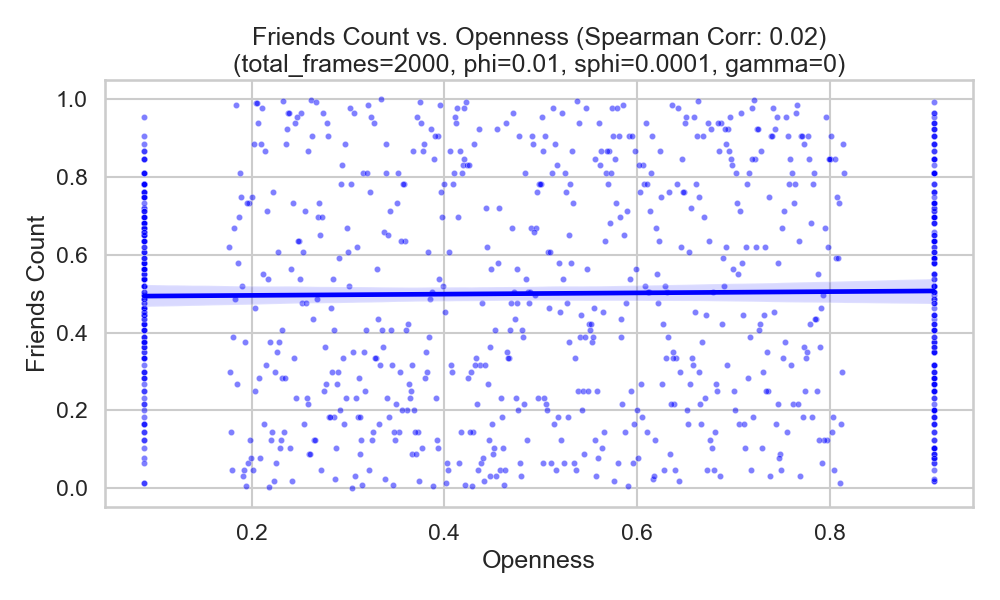 Friends Count vs. Openness (Spearman Corr: 0.02)
(total_frames=2000, phi=0.01, sphi=0.0001, gamma=0)
1.0
0.8
0.6
0.4
0.2
0.0
Friends Count
0.2 0.4 0.6 0.8
Openness